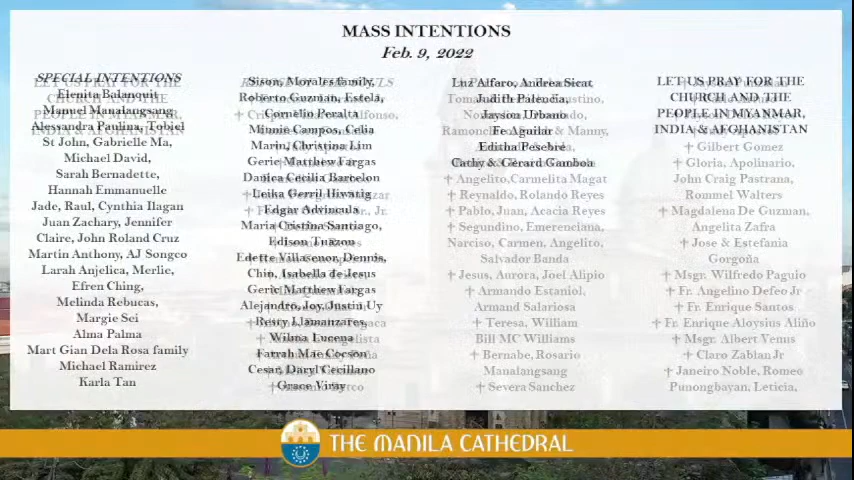 MASS INTENTIONS
Feb. 9, 2022
SPECIAL INTENTIONS
Elenita Balanquit
Manuel Manalangsang
Alessandra Paulina, Tobiel
St John, Gabrielle Ma,
Michael David,
Sarah Bernadette,
Hannah Emmanuelle
Jade, Raul, Cynthia Ilagan
Juan Zachary, Jennifer
Claire, John Roland Cruz
Martin Anthony, AJ Songco
Larah Anjelica, Merlie,
Efren Ching,
Melinda Rebucas,
Margie Sei
Alma Palma
Mart Gian Dela Rosa family
Michael Ramirez
Karla Tan
Sison, Morales family,
Roberto Guzman, Estela,
Cornelio Peralta
Minnie Campos, Celia
Marin, Christina Lim
Geric Matthew Fargas
Danica Cecilia Bartelon
Leika Gerril Hiwatig
Edgar Advincula
Maria Cristina Santiago,
Edison Tuazon
Edette Villasenor, Dennis,
Chin, Isabella de Jesus
Geric Matthew Fargas
Alejandro, Joy, Justin Uy
Resty Llamanzares,
Wilma Lucena
Farrah Mae Cocson
Cesar, Daryl Cecillano
Grace Viray
Luz Alfaro, Andrea Sicat,
Judith Palencia,
Jayson Urbano
Fe Aguilar
Editha Pesebre
Cathy & Gerard Gamboa
✝ Angelito, Carmelita Magat
✝ Reynaldo, Rolando Reyes
✝ Pablo, Juan, Acacia Reyes
✝ Segundino, Emerenciana,
Narciso, Carmen, Angelito,
Salvador Banda
✝ Jesus, Aurora, Joel Alipio
✝ Armando Estaniol,
Armand Salariosa
✝ Teresa, William
Bill MC Williams
✝ Bernabe, Rosario
Manalangsang
✝ Severa Sanchez
LET US PRAY FOR THE
CHURCH AND THE
PEOPLE IN MYANMAR,
INDIA & AFGHANISTAN
✝ Gilbert Gomez
✝ Gloria, Apolinario,
John Craig Pastrana,
Rommel Walters
✝ Magdalena De Guzman,
Angelita Zafra
✝ Jose & Estefania
Gorgoña
✝ Msgr. Wilfredo Paguio
✝ Fr. Angelino Defeo Jr
✝ Fr. Enrique Santos
✝ Fr. Enrique Aloysius Aliño
✝ Msgr. Albert Venus
✝ Claro Zablan Jr
✝ Janeiro Noble, Romeo
Punongbayan, Leticia,
THE MANILA CATHEDRAL